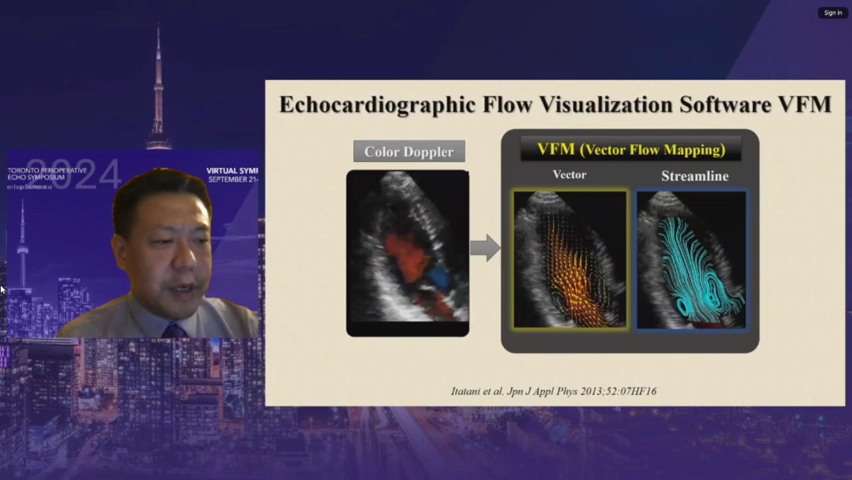 Sign in
Echocardiographic Flow Visualization Software VFM
Color Doppler
VFM (Vector Flow Mapping)
Vector
Streamline
Itatani et al. Jpn J Appl Phys 2013;52:07HF16
2024
TORONTO PERIOPERATIVE
ECHO SYMPOSIUM
VIRTUAL SYMP
SEPTEMBER 21-